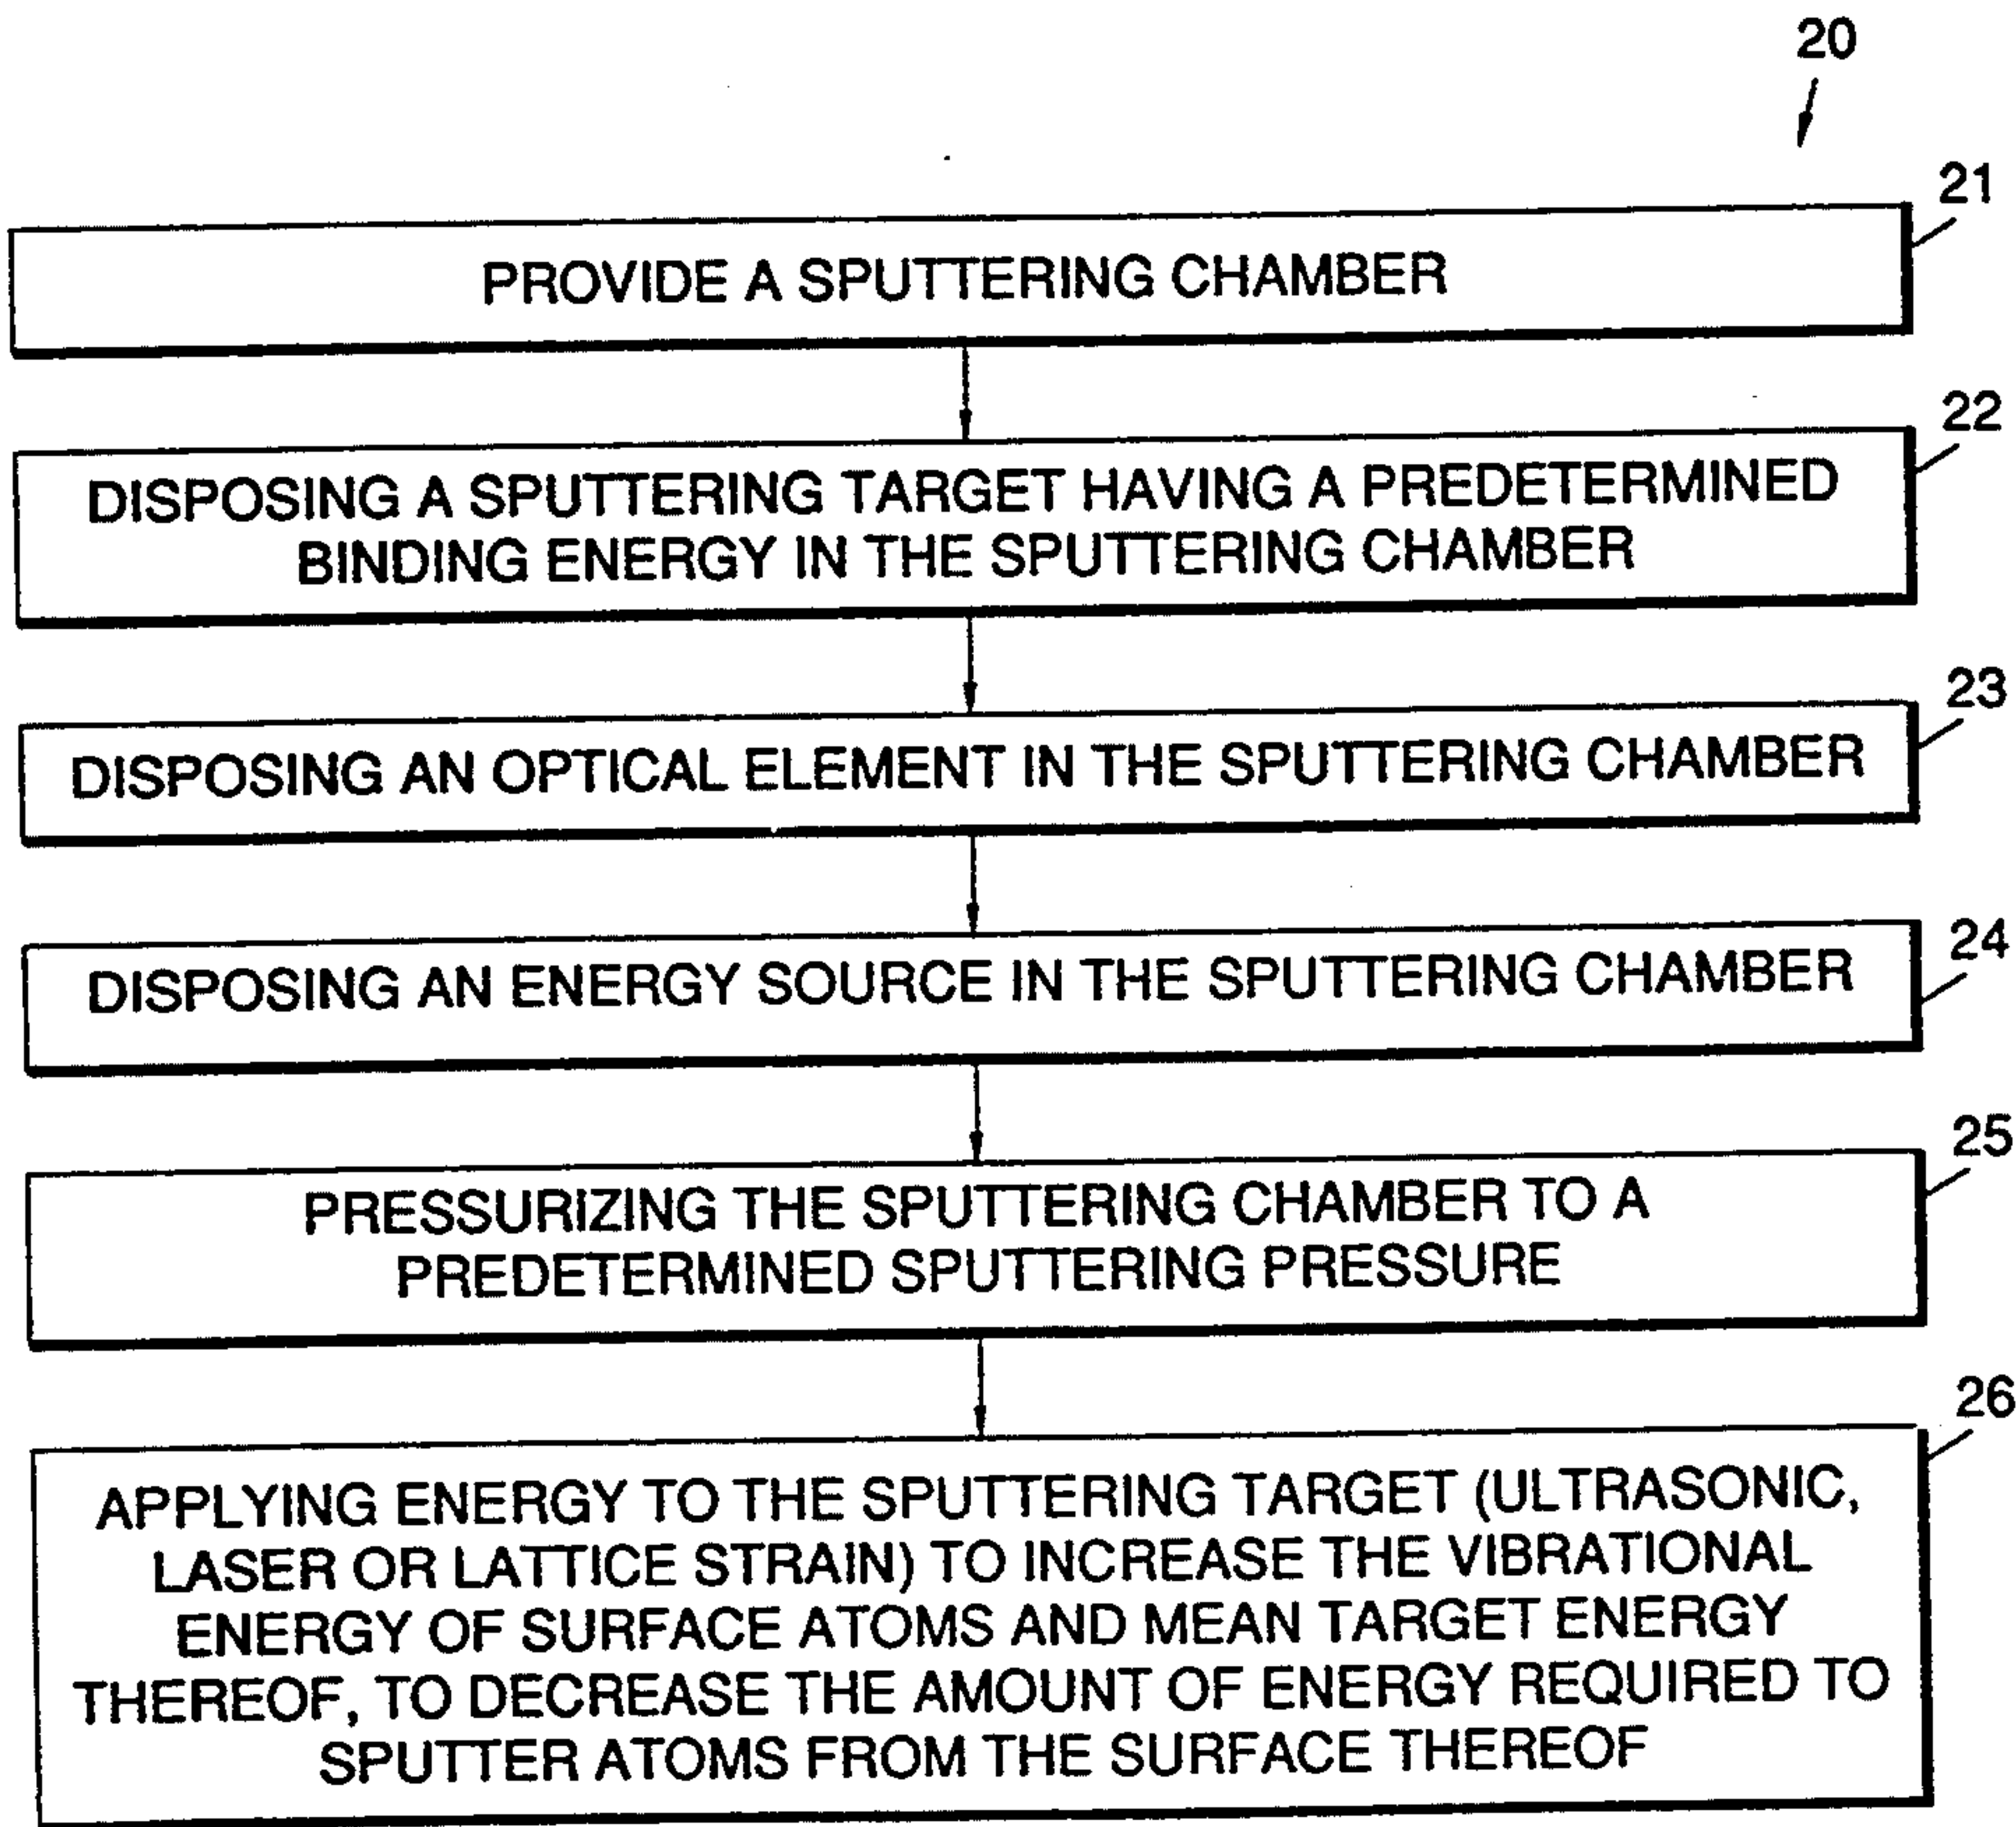 20
21
PROVIDE A SPUTTERING CHAMBER
22
DISPOSING A SPUTTERING TARGET HAVING A PREDETERMINED
BINDING ENERGY IN THE SPUTTERING CHAMBER
23
DISPOSING AN OPTICAL ELEMENT IN THE SPUTTERING CHAMBER
24
DISPOSING AN ENERGY SOURCE IN THE SPUTTERING CHAMBER
25
PRESSURIZING THE SPUTTERING CHAMBER TO A
PREDETERMINED SPUTTERING PRESSURE
26
APPLYING ENERGY TO THE SPUTTERING TARGET (ULTRASONIC,
LASER OR LATTICE STRAIN) TO INCREASE THE VIBRATIONAL
ENERGY OF SURFACE ATOMS AND MEAN TARGET ENERGY
THEREOF, TO DECREASE THE AMOUNT OF ENERGY REQUIRED TO
SPUTTER ATOMS FROM THE SURFACE THEREOF